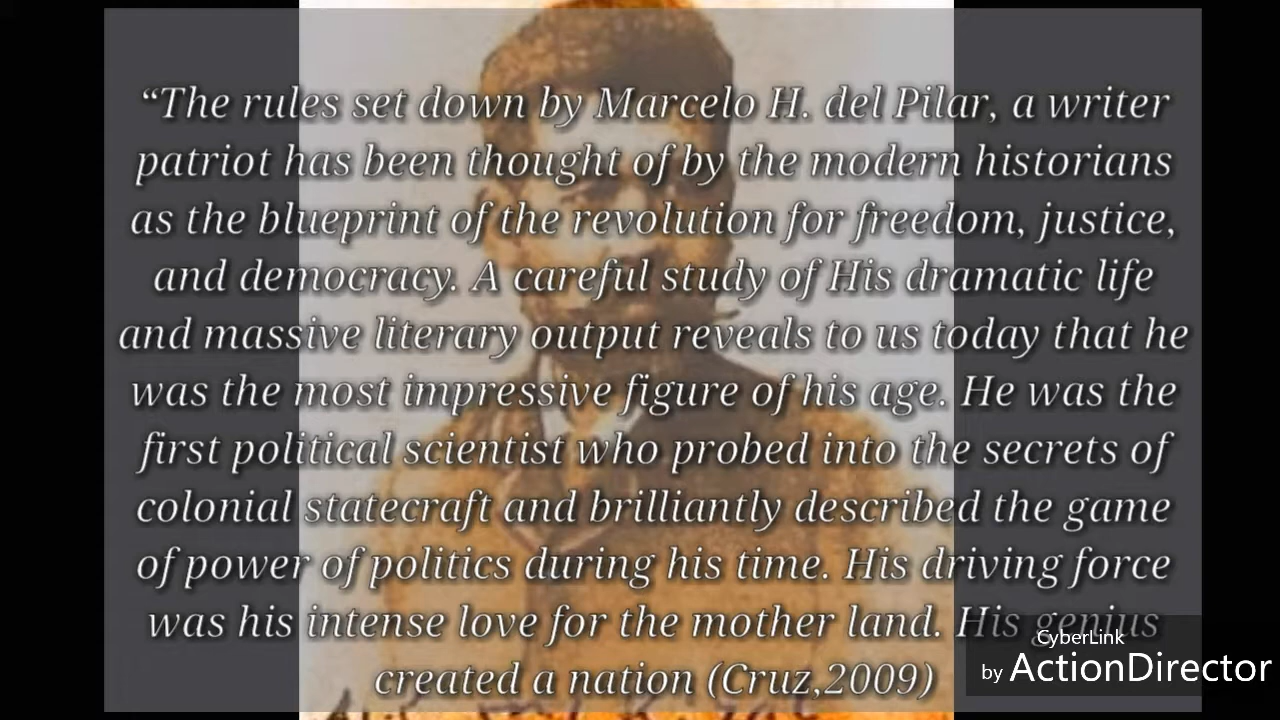 “The rules set down by Marcelo H. del Pilar, a writer
patriot has been thought of by the modern historians
as the blueprint of the revolution for freedom, justice,
and democracy. A careful study of His dramatic life
and massive literary output reveals to us today that he
was the most impressive figure of his age. He was the
first political scientist who probed into the secrets of
colonial statecraft and brilliantly described the game
of power of politics during his time. His driving force
was his intense love for the mother land. His genius
created a nation (Cruz,2009)
CyberLink
by ActionDirector